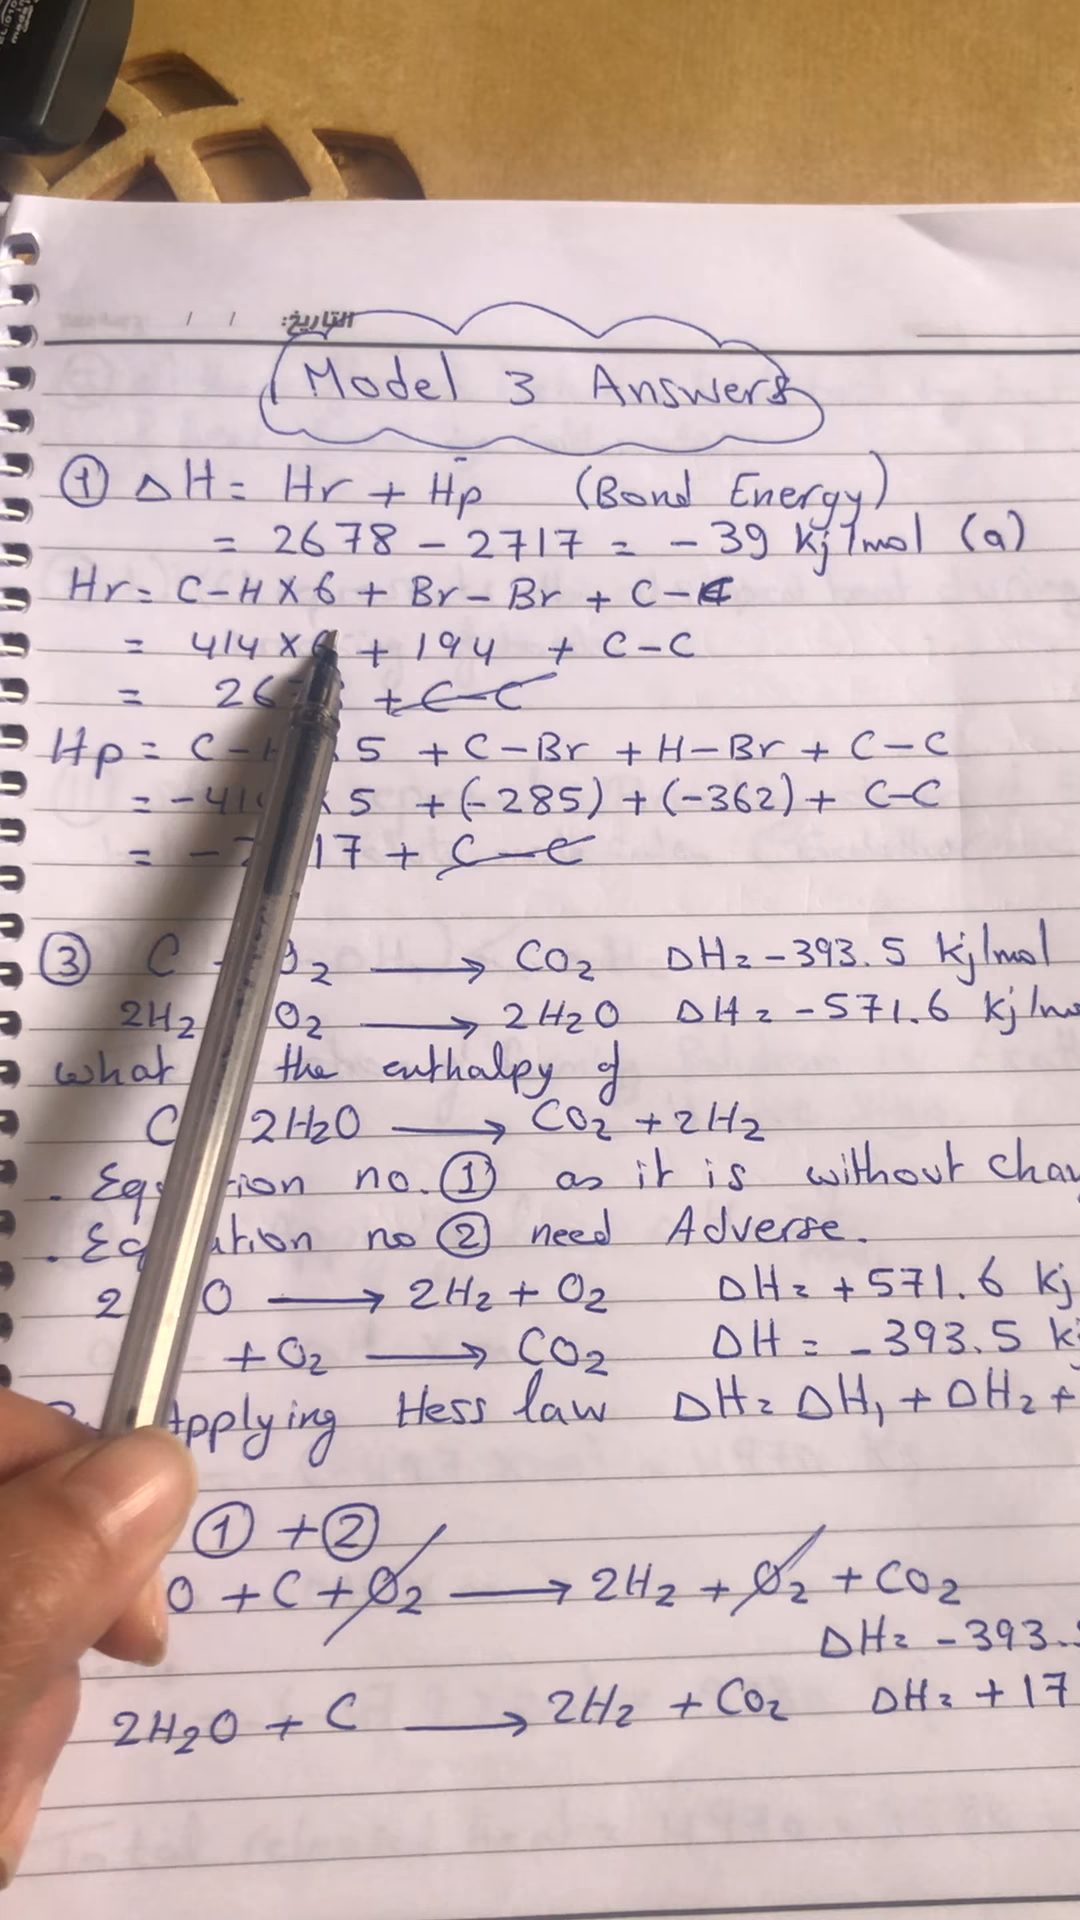 التاريخ: / /
Model 3 Answers
① ΔH = Hr + Hp (Bond Energy)
= 2678 - 2717 = -39 kj/mol (a)
Hr = C-H×6 + Br-Br + C-C
= 414×6 + 194 + C-C
= 26 + C-C
Hp = C- 5 + C-Br + H-Br + C-C
= -41 ×5 + (-285) + (-362) + C-C
= - 17 + C-C
③ C O2 → CO2 ΔH = -393.5 kj/mol
2H2 O2 → 2H2O ΔH = -571.6 kj/
what the enthalpy of
C 2H2O → CO2 + 2H2
. Equ ion no. ① as it is without
. Eq ation no ② need Adverse.
2 O → 2H2 + O2 ΔH = +571.6 kj
+ O2 → CO2 ΔH = -393.5 k
Applying Hess law ΔH = ΔH1 + ΔH2 +
① + ②
O + C + O2 → 2H2 + O2 + CO2
ΔH = -393.
2H2O + C → 2H2 + CO2 ΔH = +17